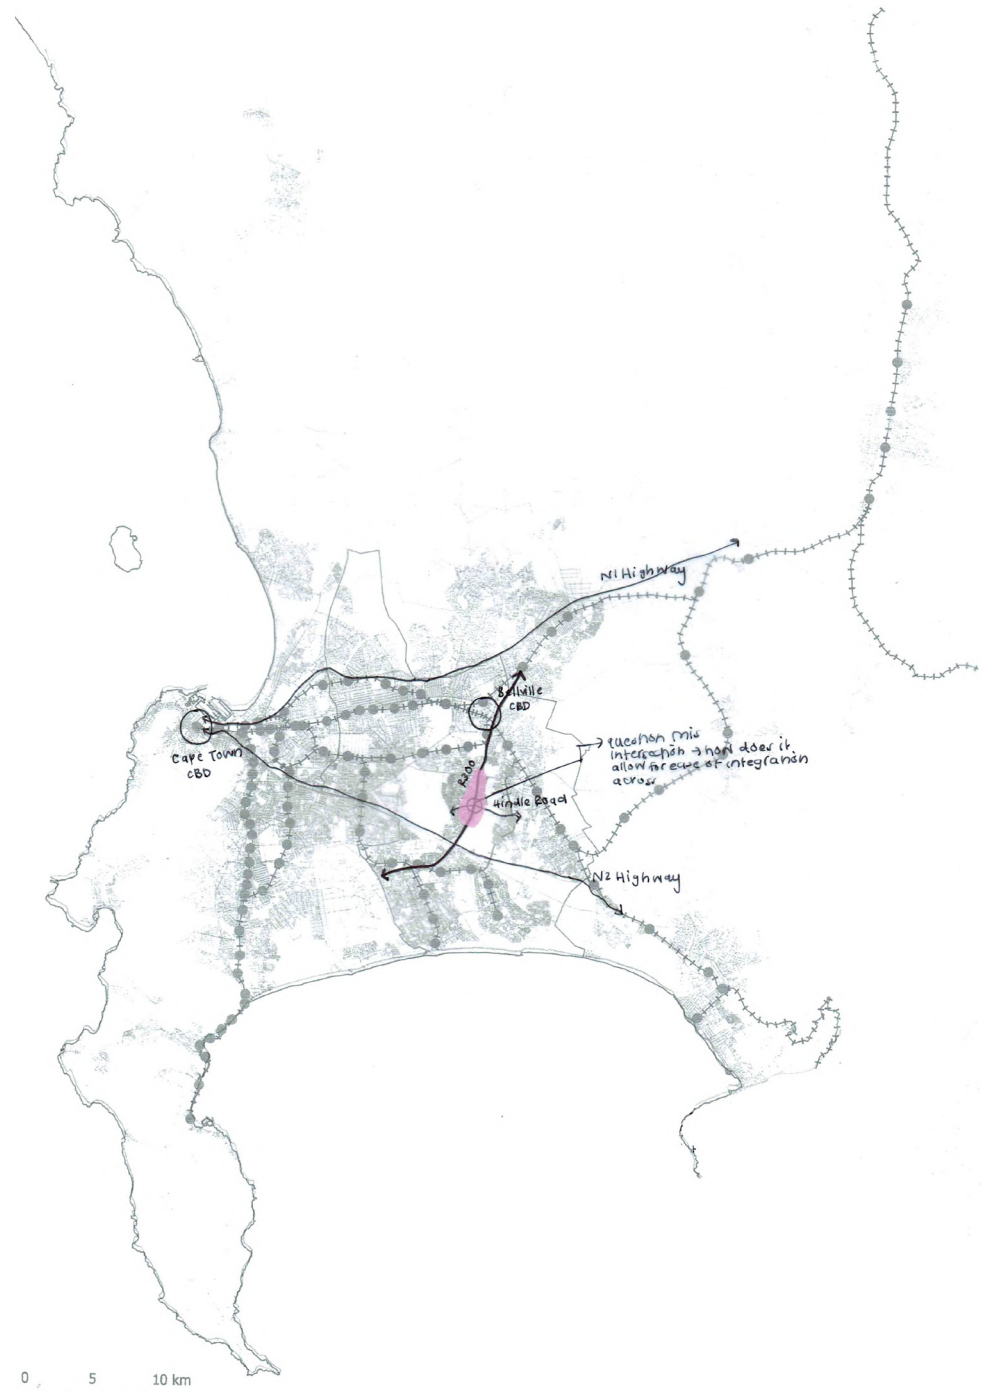 N1 Highway
Bellville
CBD
Cape Town
CBD
question this
intersection → how does it
allow for ease of integration
across
R300
Hindle Road
N2 Highway
0 5 10 km